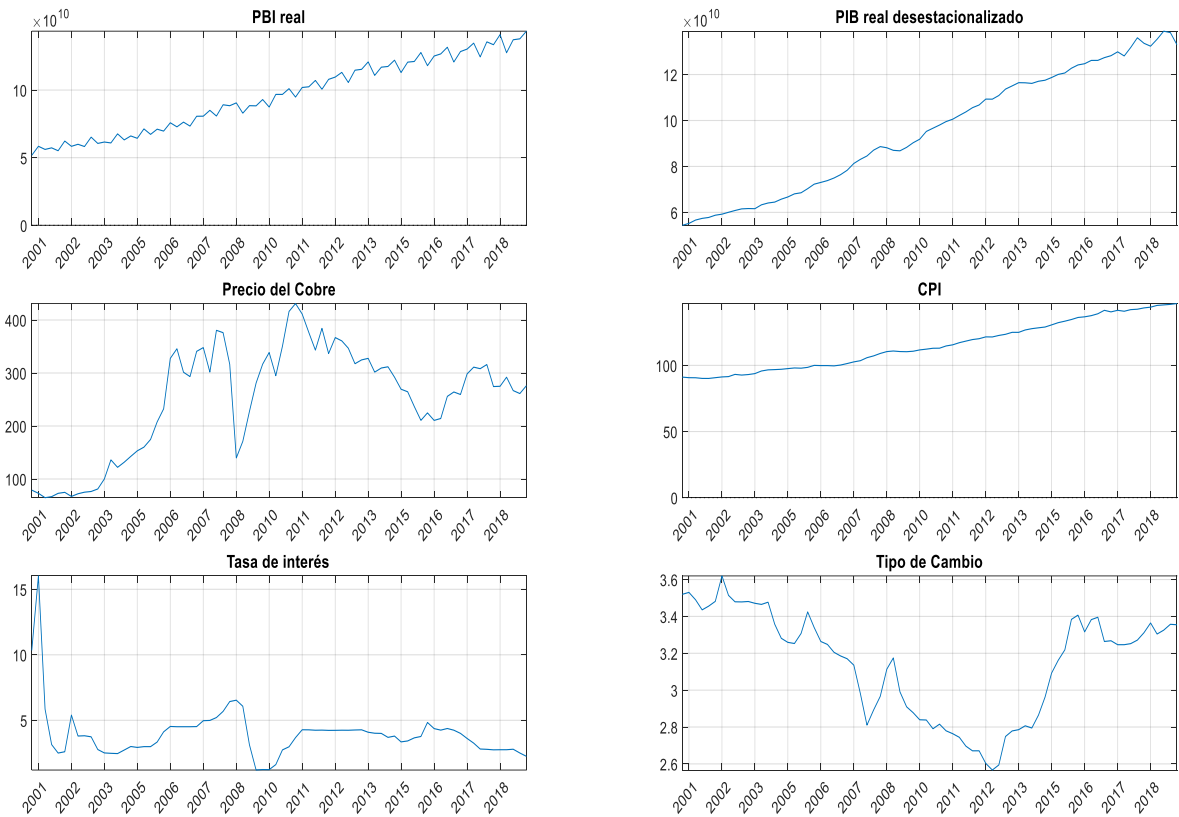 PBI real
×10^10
10
5
0
2001 2002 2003 2005 2006 2007 2008 2010 2011 2012 2013 2015 2016 2017 2018
PIB real desestacionalizado
×10^10
12
10
8
6
2001 2002 2003 2005 2006 2007 2008 2010 2011 2012 2013 2015 2016 2017 2018
Precio del Cobre
400
300
200
100
2001 2002 2003 2005 2006 2007 2008 2010 2011 2012 2013 2015 2016 2017 2018
CPI
100
50
0
2001 2002 2003 2005 2006 2007 2008 2010 2011 2012 2013 2015 2016 2017 2018
Tasa de interés
15
10
5
2001 2002 2003 2005 2006 2007 2008 2010 2011 2012 2013 2015 2016 2017 2018
Tipo de Cambio
3.6
3.4
3.2
3
2.8
2.6
2001 2002 2003 2005 2006 2007 2008 2010 2011 2012 2013 2015 2016 2017 2018